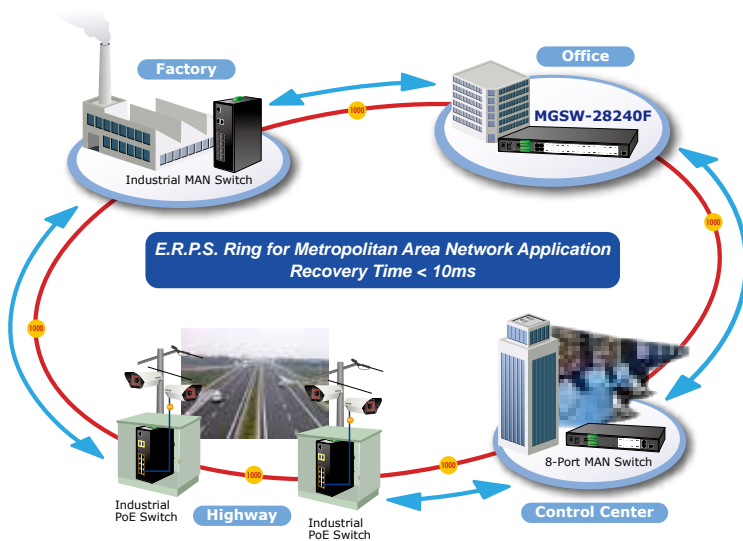 Factory
Office
1000
MGSW-28240F
Industrial MAN Switch
1000
E.R.P.S. Ring for Metropolitan Area Network Application
Recovery Time < 10ms
1000
8-Port MAN Switch
1000
1000
Industrial
PoE Switch
Highway
Industrial
PoE Switch
Control Center